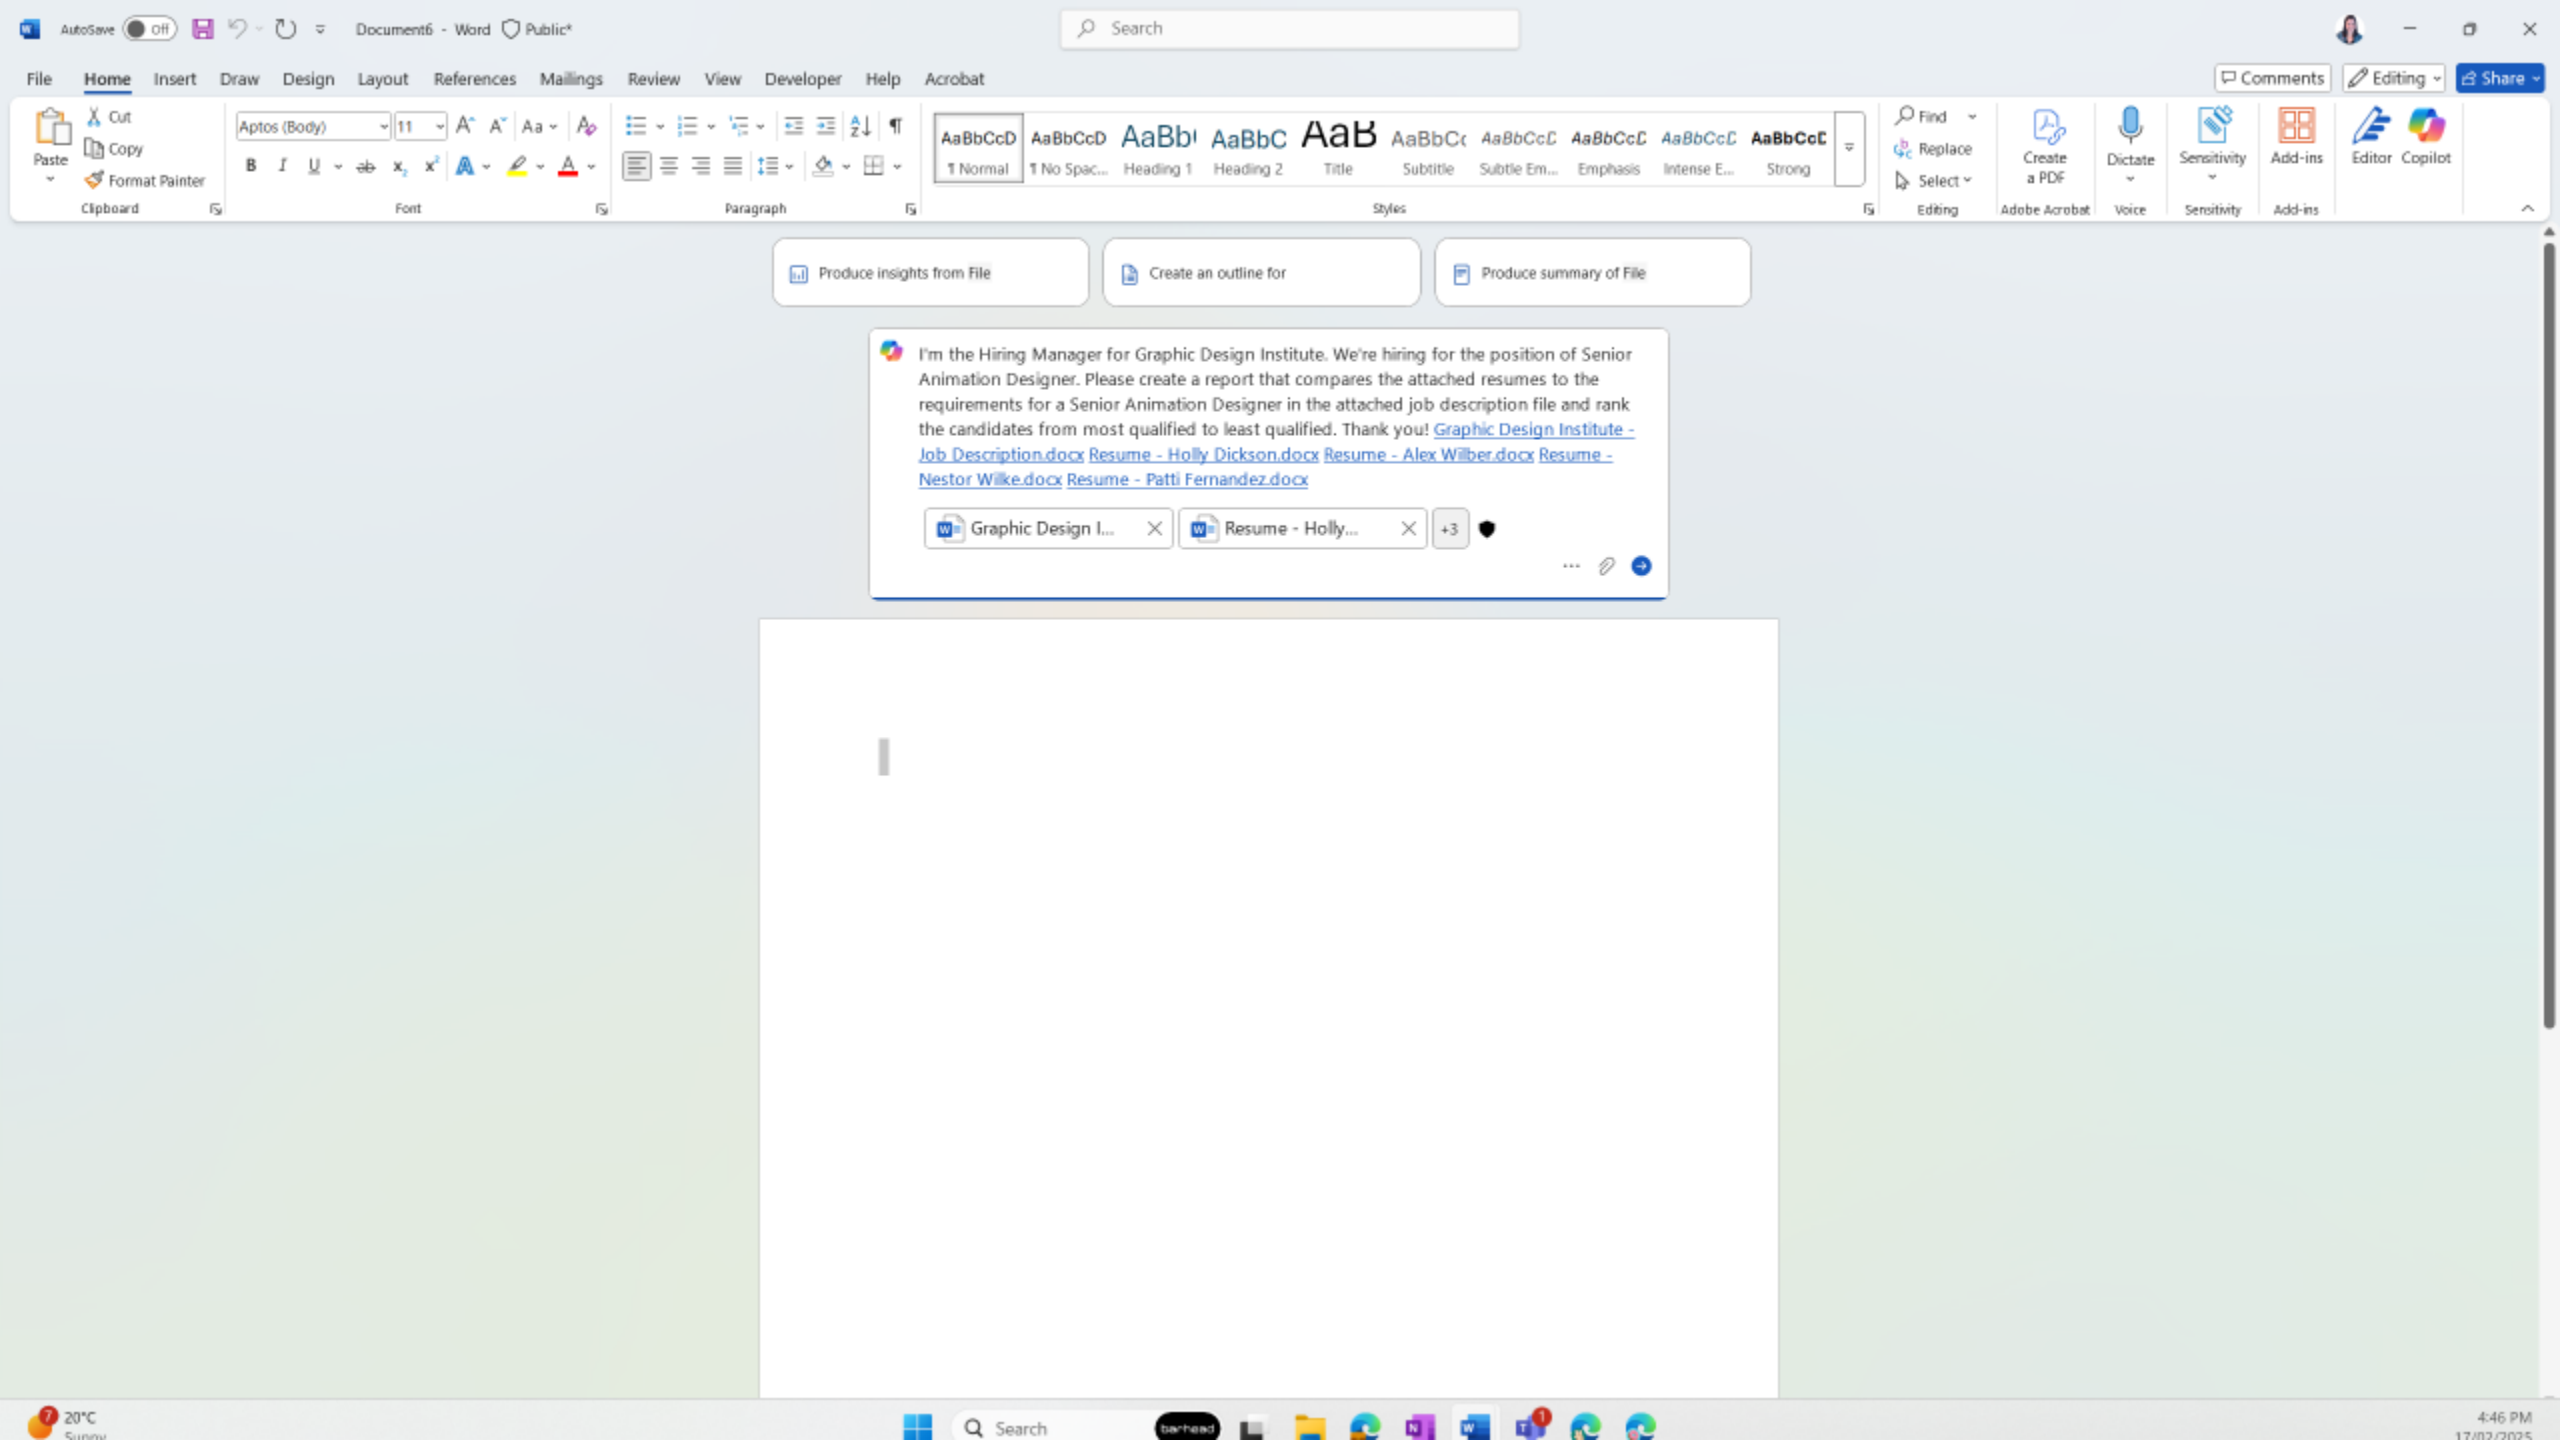 AutoSave Off Document6 - Word Public*
Search
File Home Insert Draw Design Layout References Mailings Review View Developer Help Acrobat
Comments Editing Share
Paste
Cut
Copy
Format Painter
Clipboard
Aptos (Body) 11
Font
Paragraph
AaBbCcD AaBbCcD AaBb AaBbC AaB AaBbC AaBbCcD AaBbCcD AaBbCcD AaBbCcD
¶ Normal ¶ No Spac... Heading 1 Heading 2 Title Subtitle Subtle Em... Emphasis Intense E... Strong
Styles
Find
Replace
Select
Editing
Create
a PDF
Adobe Acrobat
Dictate
Voice
Sensitivity
Sensitivity
Add-ins
Add-ins
Editor Copilot
Produce insights from File
Create an outline for
Produce summary of File
I'm the Hiring Manager for Graphic Design Institute. We're hiring for the position of Senior
Animation Designer. Please create a report that compares the attached resumes to the
requirements for a Senior Animation Designer in the attached job description file and rank
the candidates from most qualified to least qualified. Thank you! Graphic Design Institute -
Job Description.docx Resume - Holly Dickson.docx Resume - Alex Wilber.docx Resume -
Nestor Wilke.docx Resume - Patti Fernandez.docx
Graphic Design I... Resume - Holly... +3
7
20°C
Sunny
Search
barhead
1
4:46 PM
17/02/2025